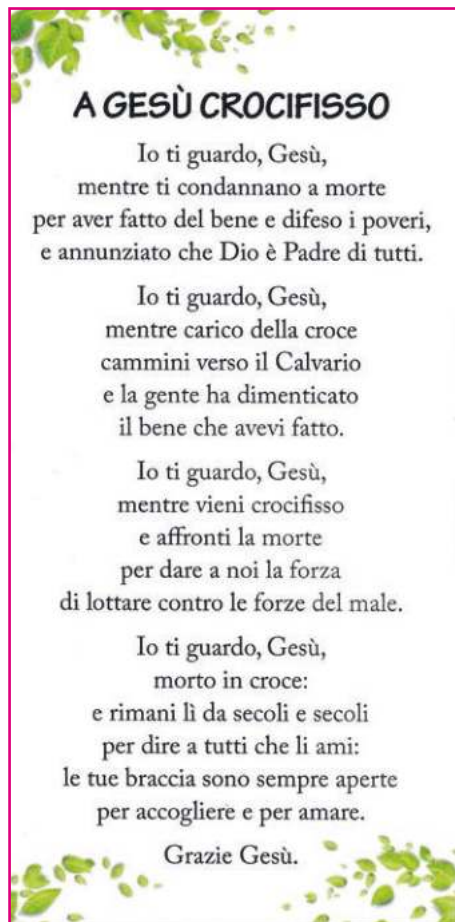 A GESÙ CROCIFISSO
Io ti guardo, Gesù,
mentre ti condannano a morte
per aver fatto del bene e difeso i poveri,
e annunziato che Dio è Padre di tutti.
Io ti guardo, Gesù,
mentre carico della croce
cammini verso il Calvario
e la gente ha dimenticato
il bene che avevi fatto.
Io ti guardo, Gesù,
mentre vieni crocifisso
e affronti la morte
per dare a noi la forza
di lottare contro le forze del male.
Io ti guardo, Gesù,
morto in croce:
e rimani lì da secoli e secoli
per dire a tutti che li ami:
le tue braccia sono sempre aperte
per accogliere e per amare.
Grazie Gesù.